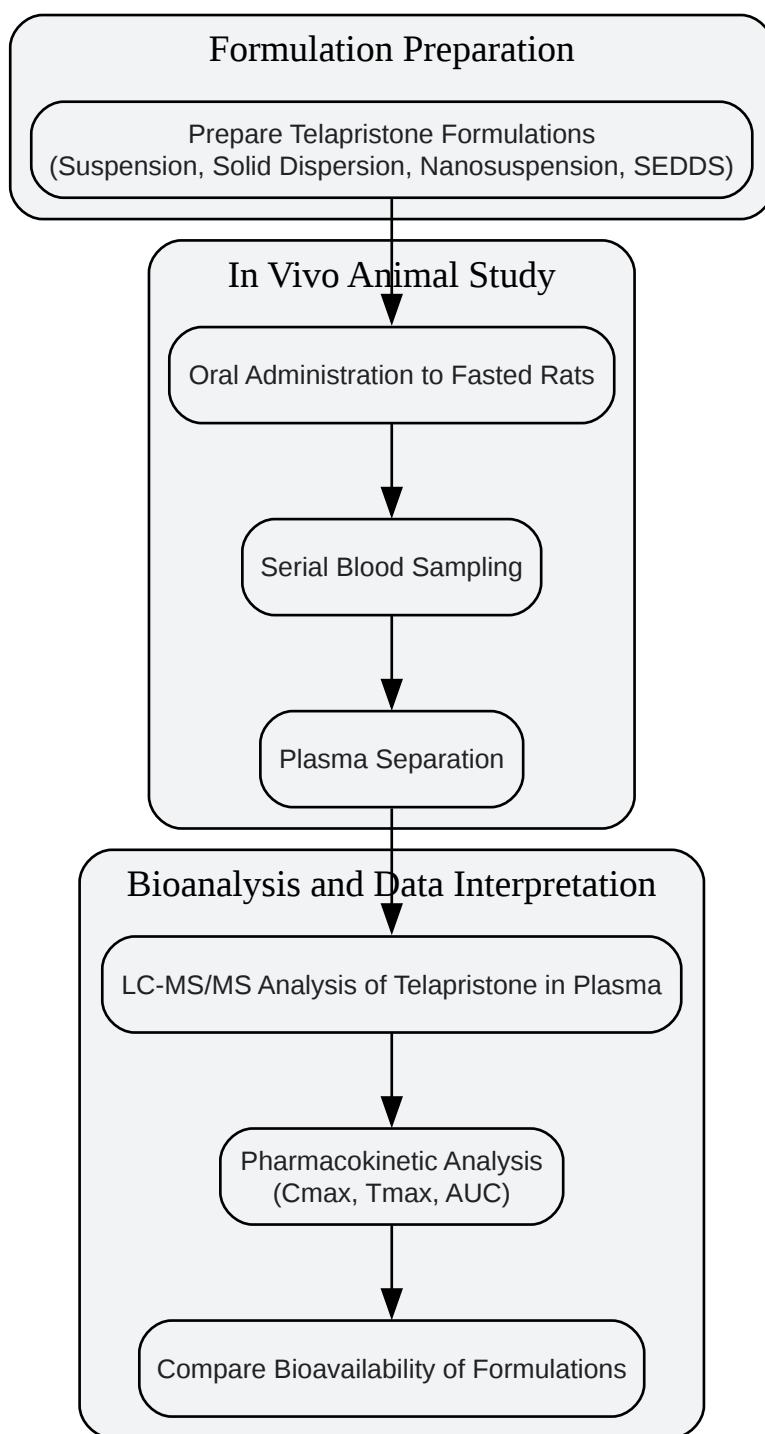 Formulation Preparation
Prepare Telapristone Formulations
(Suspension, Solid Dispersion, Nanosuspension, SEDDS)
In Vivo Animal Study
Oral Administration to Fasted Rats
Serial Blood Sampling
Plasma Separation
Bioanalysis and Data Interpretation
LC-MS/MS Analysis of Telapristone in Plasma
Pharmacokinetic Analysis
(Cmax, Tmax, AUC)
Compare Bioavailability of Formulations